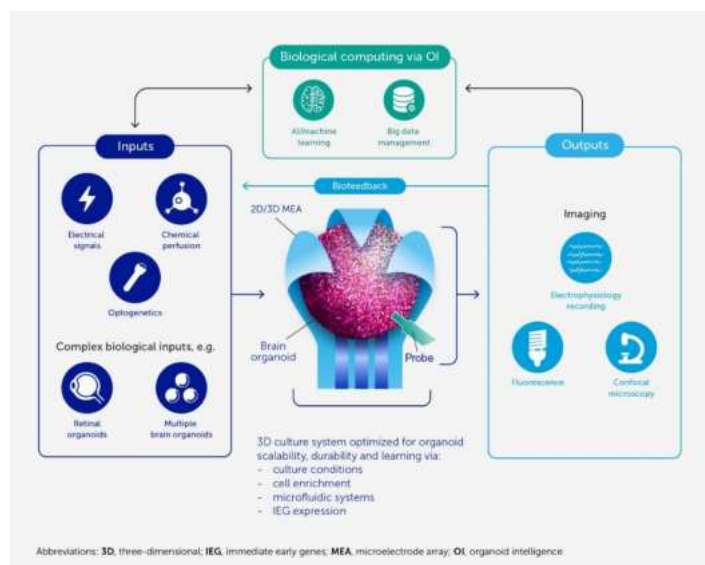 Biological computing via OI
AI/machine
learning
Big data
management
Inputs
Electrical
signals
Chemical
perfusion
Optogenetics
Complex biological inputs, e.g.
Retinal
organoids
Multiple
brain organoids
Biofeedback
2D/3D MEA
Brain
organoid
Probe
Outputs
Imaging
Electrophysiology
recording
Fluorescence
Confocal
microscopy
3D culture system optimized for organoid
scalability, durability and learning via:
- culture conditions
- cell enrichment
- microfluidic systems
- IEG expression
Abbreviations: 3D, three-dimensional; IEG, immediate early genes; MEA, microelectrode array; OI, organoid intelligence